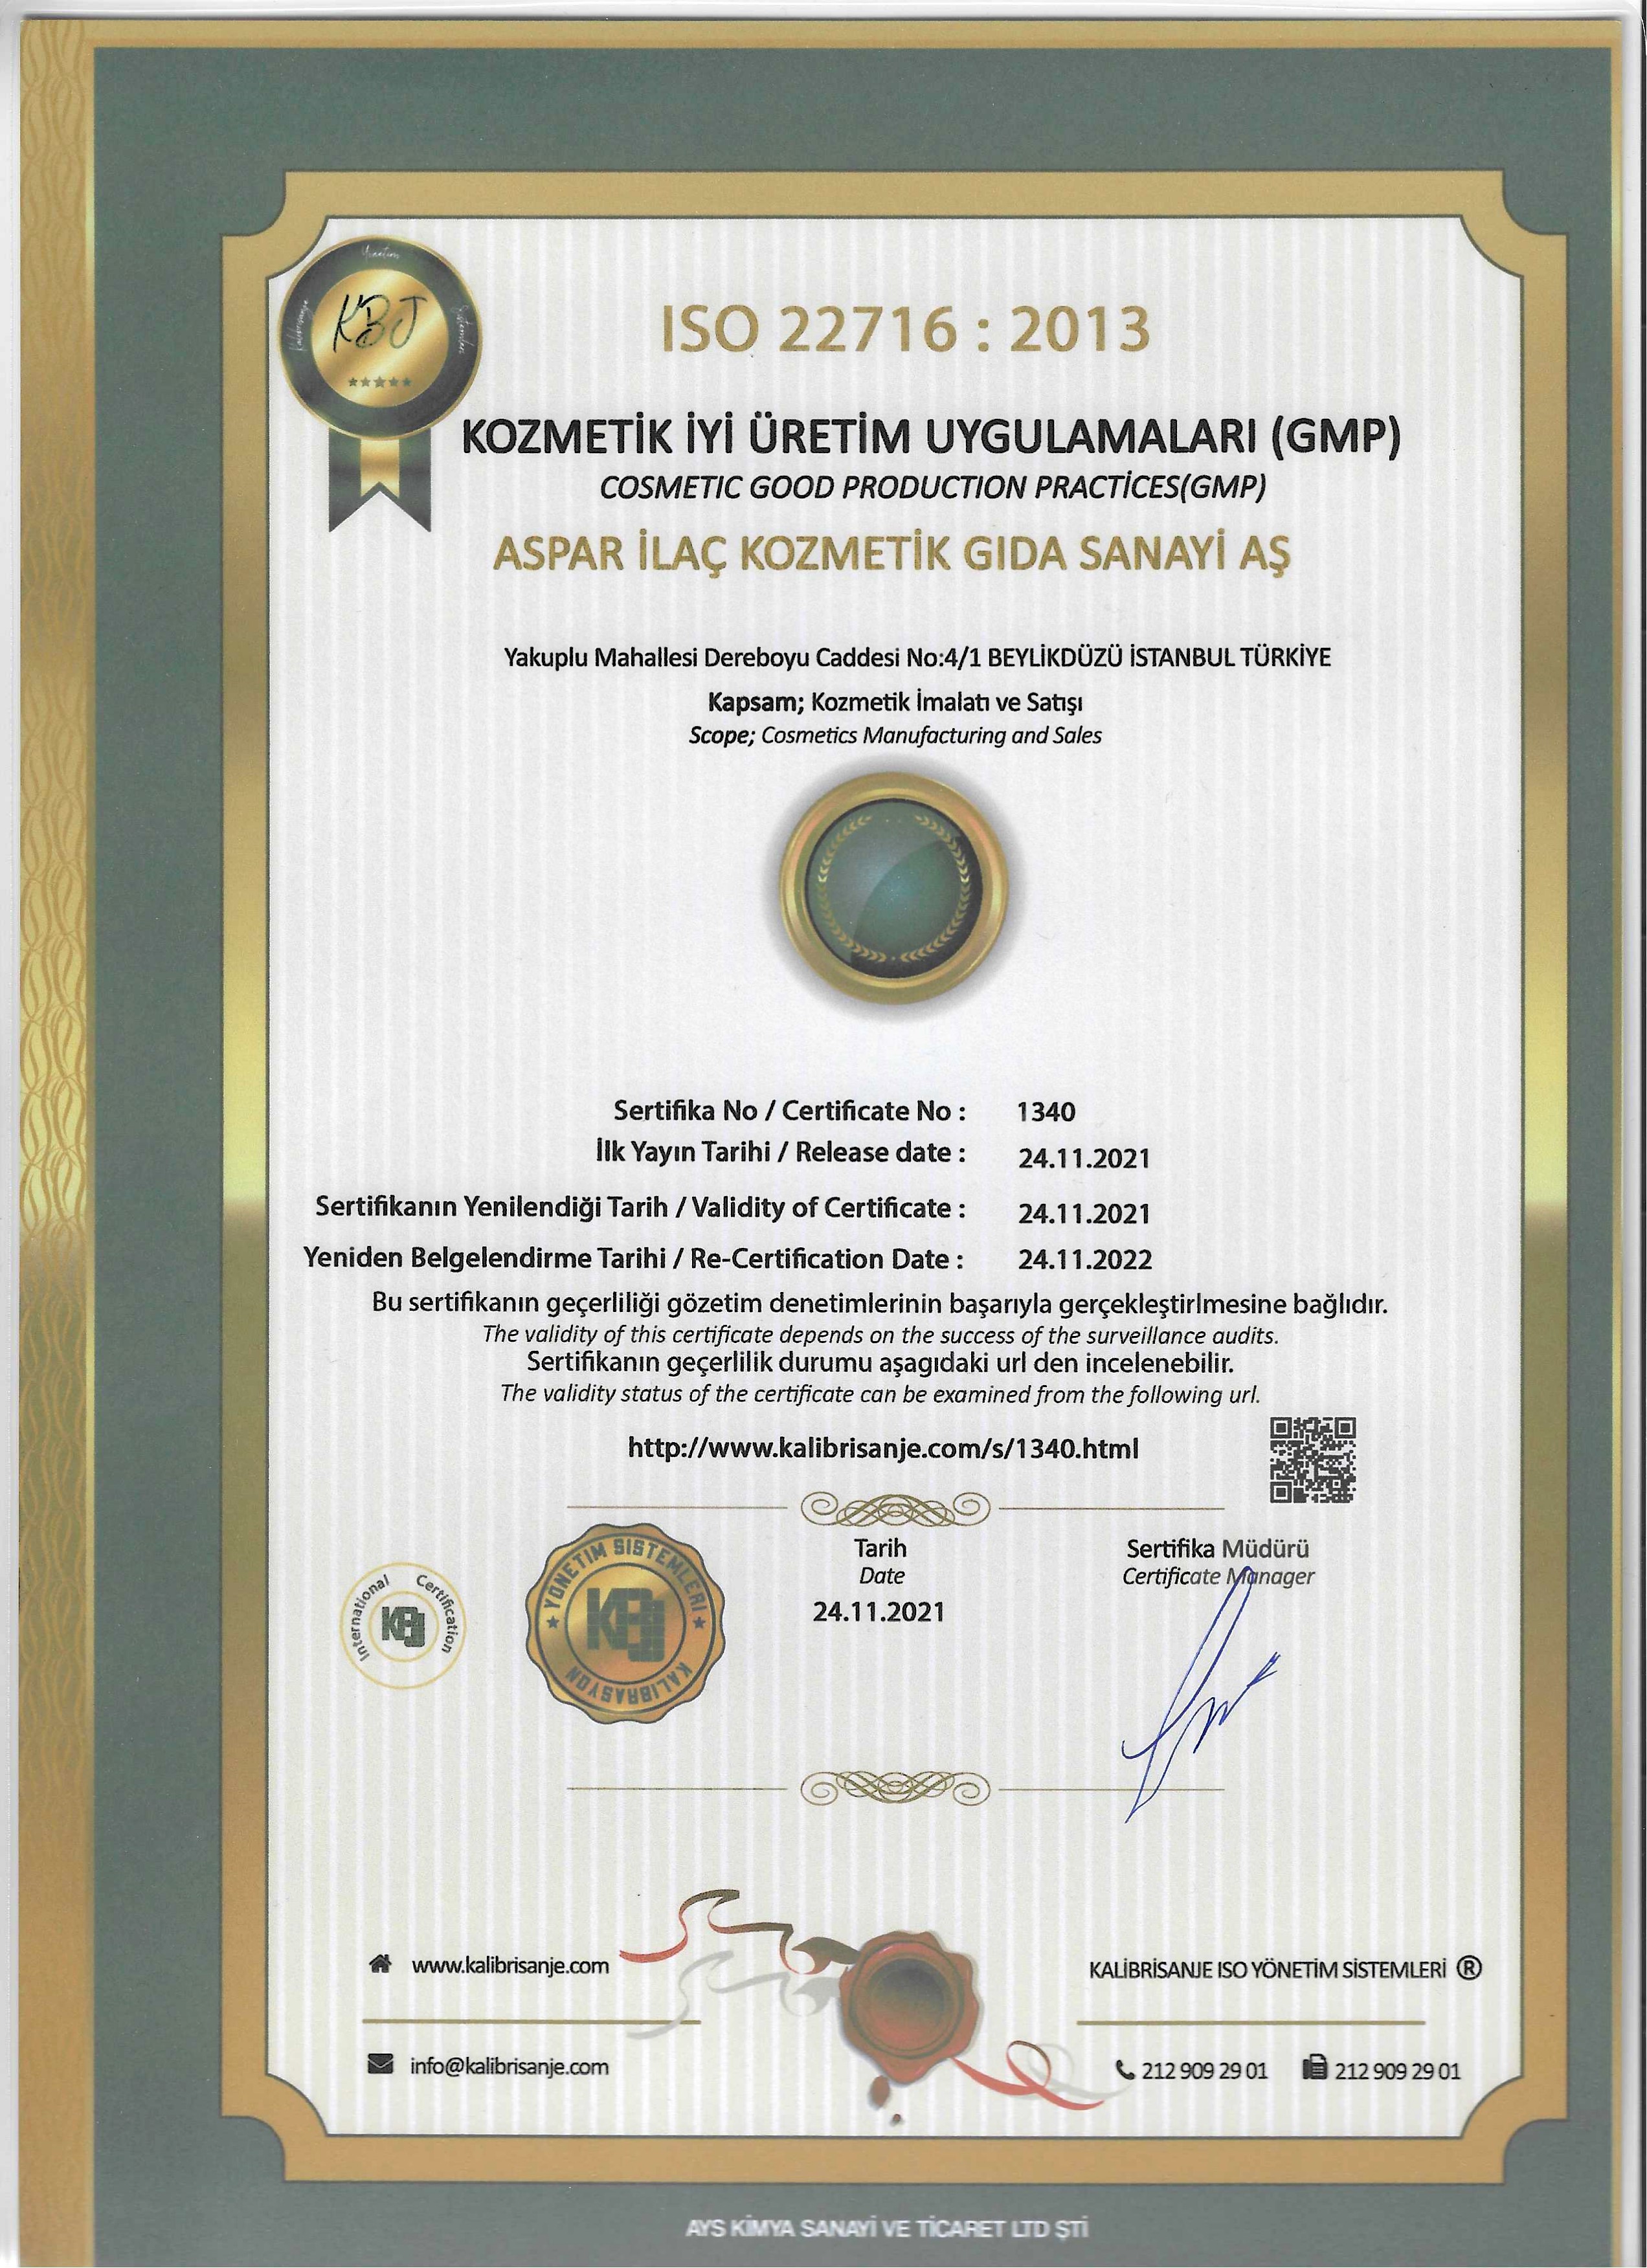 Yönetim
Kalibrisanje
Sistemleri
KBJ
ISO 22716 : 2013
KOZMETİK İYİ ÜRETİM UYGULAMALARI (GMP)
COSMETIC GOOD PRODUCTION PRACTİCES(GMP)
ASPAR İLAÇ KOZMETİK GIDA SANAYİ AŞ
Yakuplu Mahallesi Dereboyu Caddesi No:4/1 BEYLİKDÜZÜ İSTANBUL TÜRKİYE
Kapsam; Kozmetik İmalatı ve Satışı
Scope; Cosmetics Manufacturing and Sales
Sertifika No / Certificate No : 1340
İlk Yayın Tarihi / Release date : 24.11.2021
Sertifikanın Yenilendiği Tarih / Validity of Certificate : 24.11.2021
Yeniden Belgelendirme Tarihi / Re-Certification Date : 24.11.2022
Bu sertifikanın geçerliliği gözetim denetimlerinin başarıyla gerçekleştirlmesine bağlıdır.
The validity of this certificate depends on the success of the surveillance audits.
Sertifikanın geçerlilik durumu aşagıdaki url den incelenebilir.
The validity status of the certificate can be examined from the following url.
http://www.kalibrisanje.com/s/1340.html
International Certification
KBJ
YÖNETİM SİSTEMLERİ
KBJ
KALIBRASYON
Tarih
Date
24.11.2021
Sertifika Müdürü
Certificate Manager
www.kalibrisanje.com
KALİBRİSANJE ISO YÖNETİM SİSTEMLERİ ®
info@kalibrisanje.com
212 909 29 01 212 909 29 01
AYS KİMYA SANAYİ VE TİCARET LTD ŞTİ